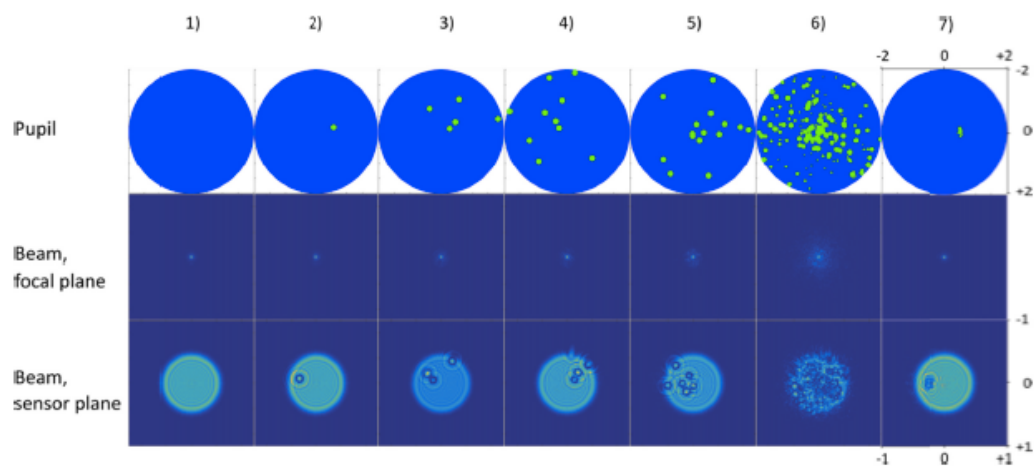 1) 2) 3) 4) 5) 6) 7)
-2 0 +2
-2
Pupil 0
+2
Beam,
focal plane
-1
Beam, 0
sensor plane
+1
-1 0 +1